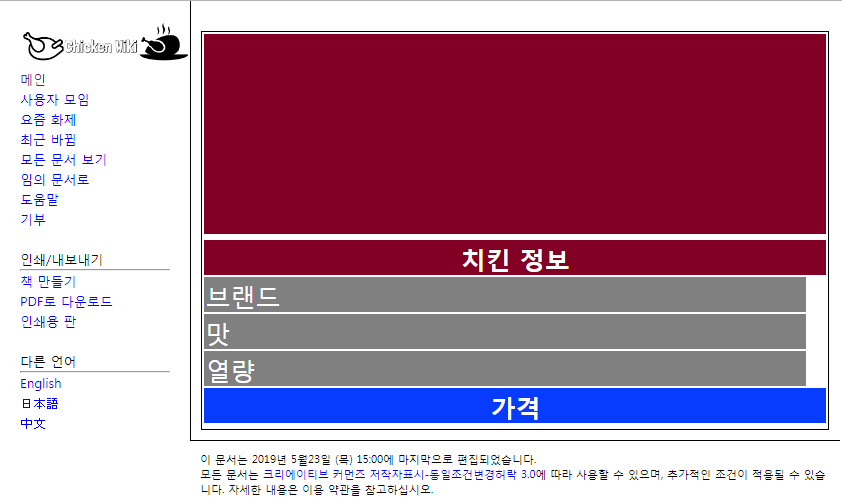 Chicken Wiki
메인
사용자 모임
요즘 화제
최근 바뀜
모든 문서 보기
임의 문서로
도움말
기부
인쇄/내보내기
책 만들기
PDF로 다운로드
인쇄용 판
다른 언어
English
日本語
中文
치킨 정보
브랜드
맛
열량
가격
이 문서는 2019년 5월23일 (목) 15:00에 마지막으로 편집되었습니다.
모든 문서는 크리에이티브 커먼즈 저작자표시-동일조건변경허락 3.0에 따라 사용할 수 있으며, 추가적인 조건이 적용될 수 있습
니다. 자세한 내용은 이용 약관을 참고하십시오.